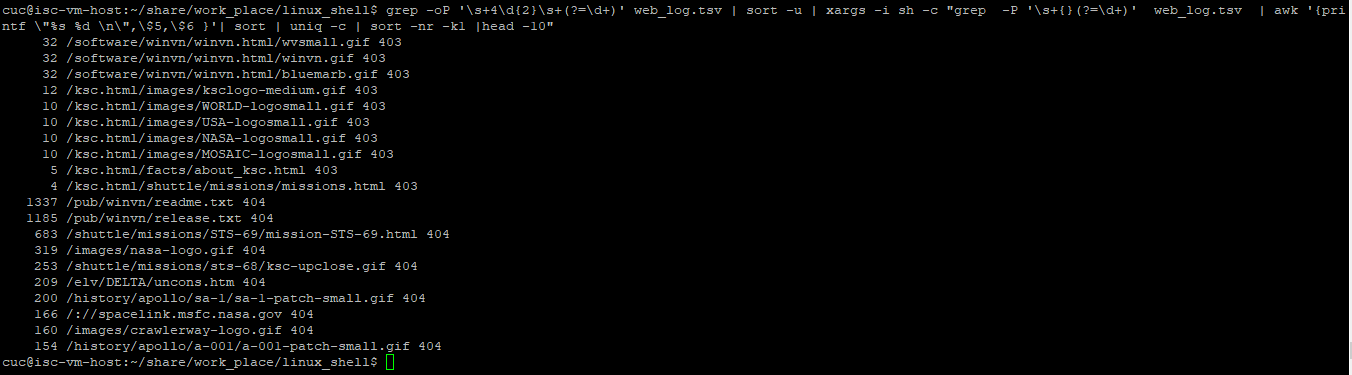 cuc@isc-vm-host:~/share/work_place/linux_shell$ grep -oP '\s+4\d{2}\s+(?=\d+)' web_log.tsv | sort -u | xargs -i sh -c "grep  -P '\s+{}(?=\d+)'  web_log.tsv  | awk '{pri
ntf \"%s %d \n\",\$5,\$6 }'| sort | uniq -c | sort -nr -k1 |head -10"
     32 /software/winvn/winvn.html/wvsmall.gif 403
     32 /software/winvn/winvn.html/winvn.gif 403
     32 /software/winvn/winvn.html/bluemarb.gif 403
     12 /ksc.html/images/ksclogo-medium.gif 403
     10 /ksc.html/images/WORLD-logosmall.gif 403
     10 /ksc.html/images/USA-logosmall.gif 403
     10 /ksc.html/images/NASA-logosmall.gif 403
     10 /ksc.html/images/MOSAIC-logosmall.gif 403
      5 /ksc.html/facts/about_ksc.html 403
      4 /ksc.html/shuttle/missions/missions.html 403
   1337 /pub/winvn/readme.txt 404
   1185 /pub/winvn/release.txt 404
    683 /shuttle/missions/STS-69/mission-STS-69.html 404
    319 /images/nasa-logo.gif 404
    253 /shuttle/missions/sts-68/ksc-upclose.gif 404
    209 /elv/DELTA/uncons.htm 404
    200 /history/apollo/sa-1/sa-1-patch-small.gif 404
    166 /://spacelink.msfc.nasa.gov 404
    160 /images/crawlerway-logo.gif 404
    154 /history/apollo/a-001/a-001-patch-small.gif 404
cuc@isc-vm-host:~/share/work_place/linux_shell$